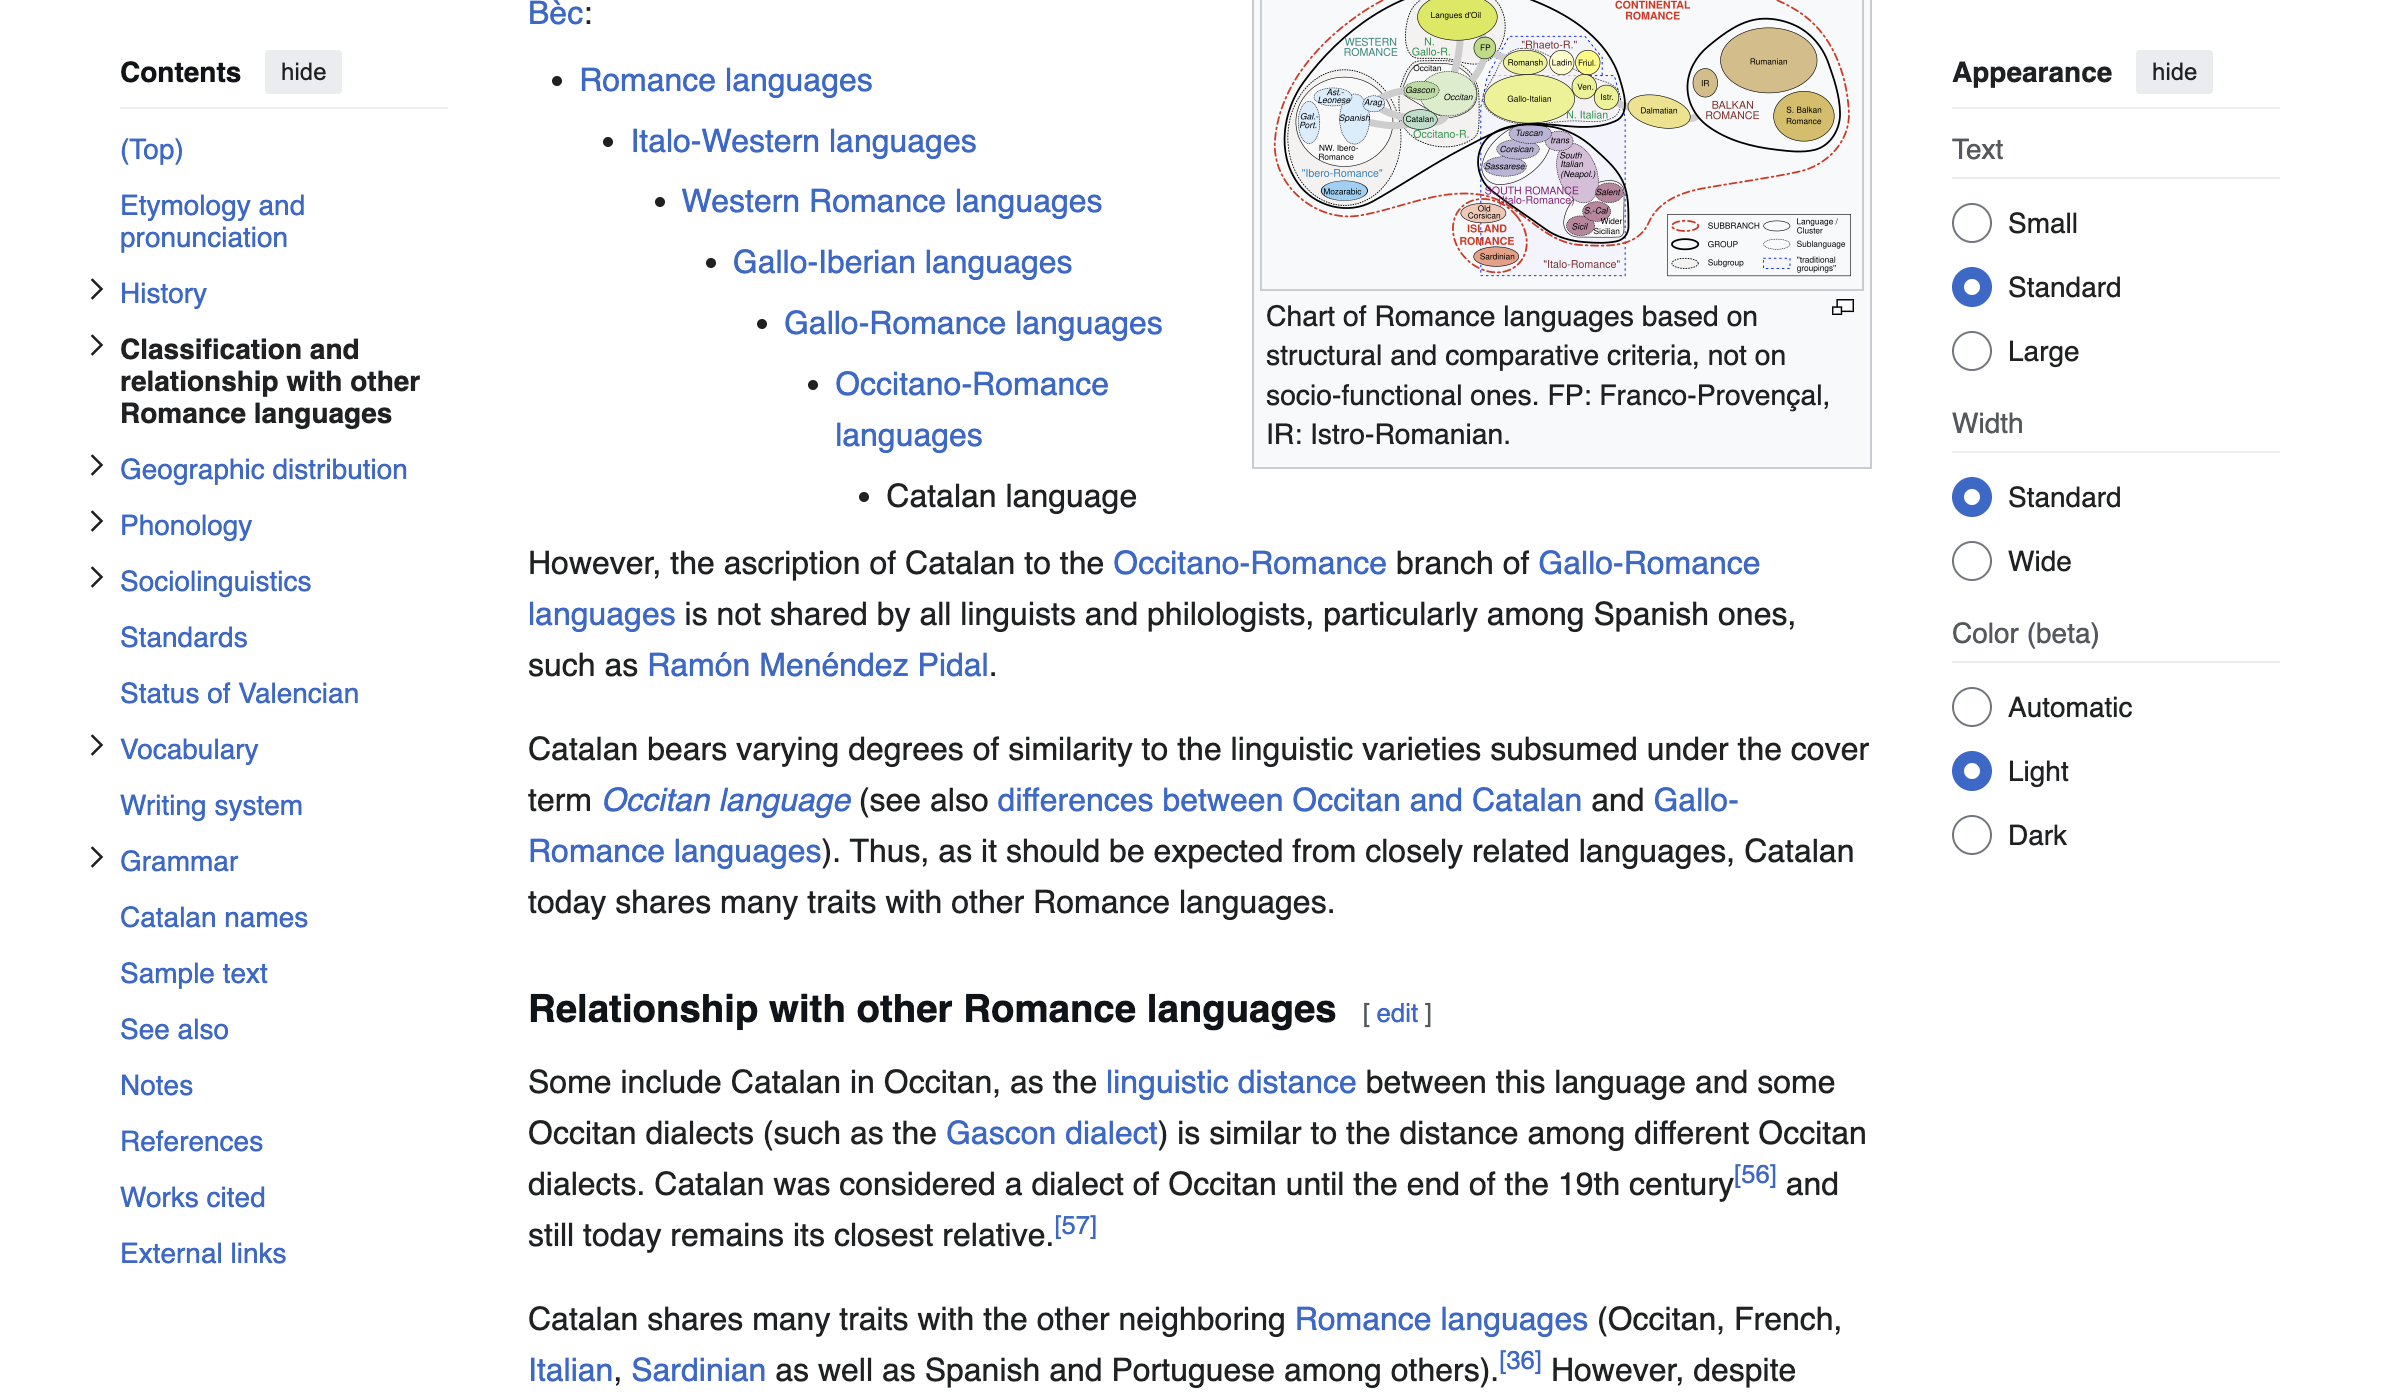 Contents hide
(Top)
Etymology and
pronunciation
History
Classification and
relationship with other
Romance languages
Geographic distribution
Phonology
Sociolinguistics
Standards
Status of Valencian
Vocabulary
Writing system
Grammar
Catalan names
Sample text
See also
Notes
References
Works cited
External links
Bèc:
Romance languages
Italo-Western languages
Western Romance languages
Gallo-Iberian languages
Gallo-Romance languages
Occitano-Romance
languages
Catalan language
CONTINENTAL
ROMANCE
Langues d'Oïl
WESTERN
ROMANCE
N.
Gallo-R.
FP
"Rhaeto-R."
Romansh
Ladin
Friul.
Occitan
Gascon
Occitan
Catalan
Occitano-R.
Ast.-
Leonese
Arag.
Gal.-
Port.
Spanish
NW. Ibero-
Romance
"Ibero-Romance"
Mozarabic
Gallo-Italian
Ven.
Istr.
N. Italian
Dalmatian
IR
Rumanian
BALKAN
ROMANCE
S. Balkan
Romance
Tuscan
trans
Corsican
Sassarese
South
Italian
(Neapol.)
SOUTH ROMANCE
Salent
S.-Cal
Sicil
Wider
Sicilian
Old
Corsican
ISLAND
ROMANCE
Sardinian
"Italo-Romance"
SUBBRANCH
Language /
Cluster
GROUP
Sublanguage
Subgroup
"traditional
groupings"
Chart of Romance languages based on
structural and comparative criteria, not on
socio-functional ones. FP: Franco-Provençal,
IR: Istro-Romanian.
However, the ascription of Catalan to the Occitano-Romance branch of Gallo-Romance
languages is not shared by all linguists and philologists, particularly among Spanish ones,
such as Ramón Menéndez Pidal.
Catalan bears varying degrees of similarity to the linguistic varieties subsumed under the cover
term Occitan language (see also differences between Occitan and Catalan and Gallo-
Romance languages). Thus, as it should be expected from closely related languages, Catalan
today shares many traits with other Romance languages.
Relationship with other Romance languages [ edit ]
Some include Catalan in Occitan, as the linguistic distance between this language and some
Occitan dialects (such as the Gascon dialect) is similar to the distance among different Occitan
dialects. Catalan was considered a dialect of Occitan until the end of the 19th century[56] and
still today remains its closest relative.[57]
Catalan shares many traits with the other neighboring Romance languages (Occitan, French,
Italian, Sardinian as well as Spanish and Portuguese among others).[36] However, despite
Appearance hide
Text
Small
Standard
Large
Width
Standard
Wide
Color (beta)
Automatic
Light
Dark